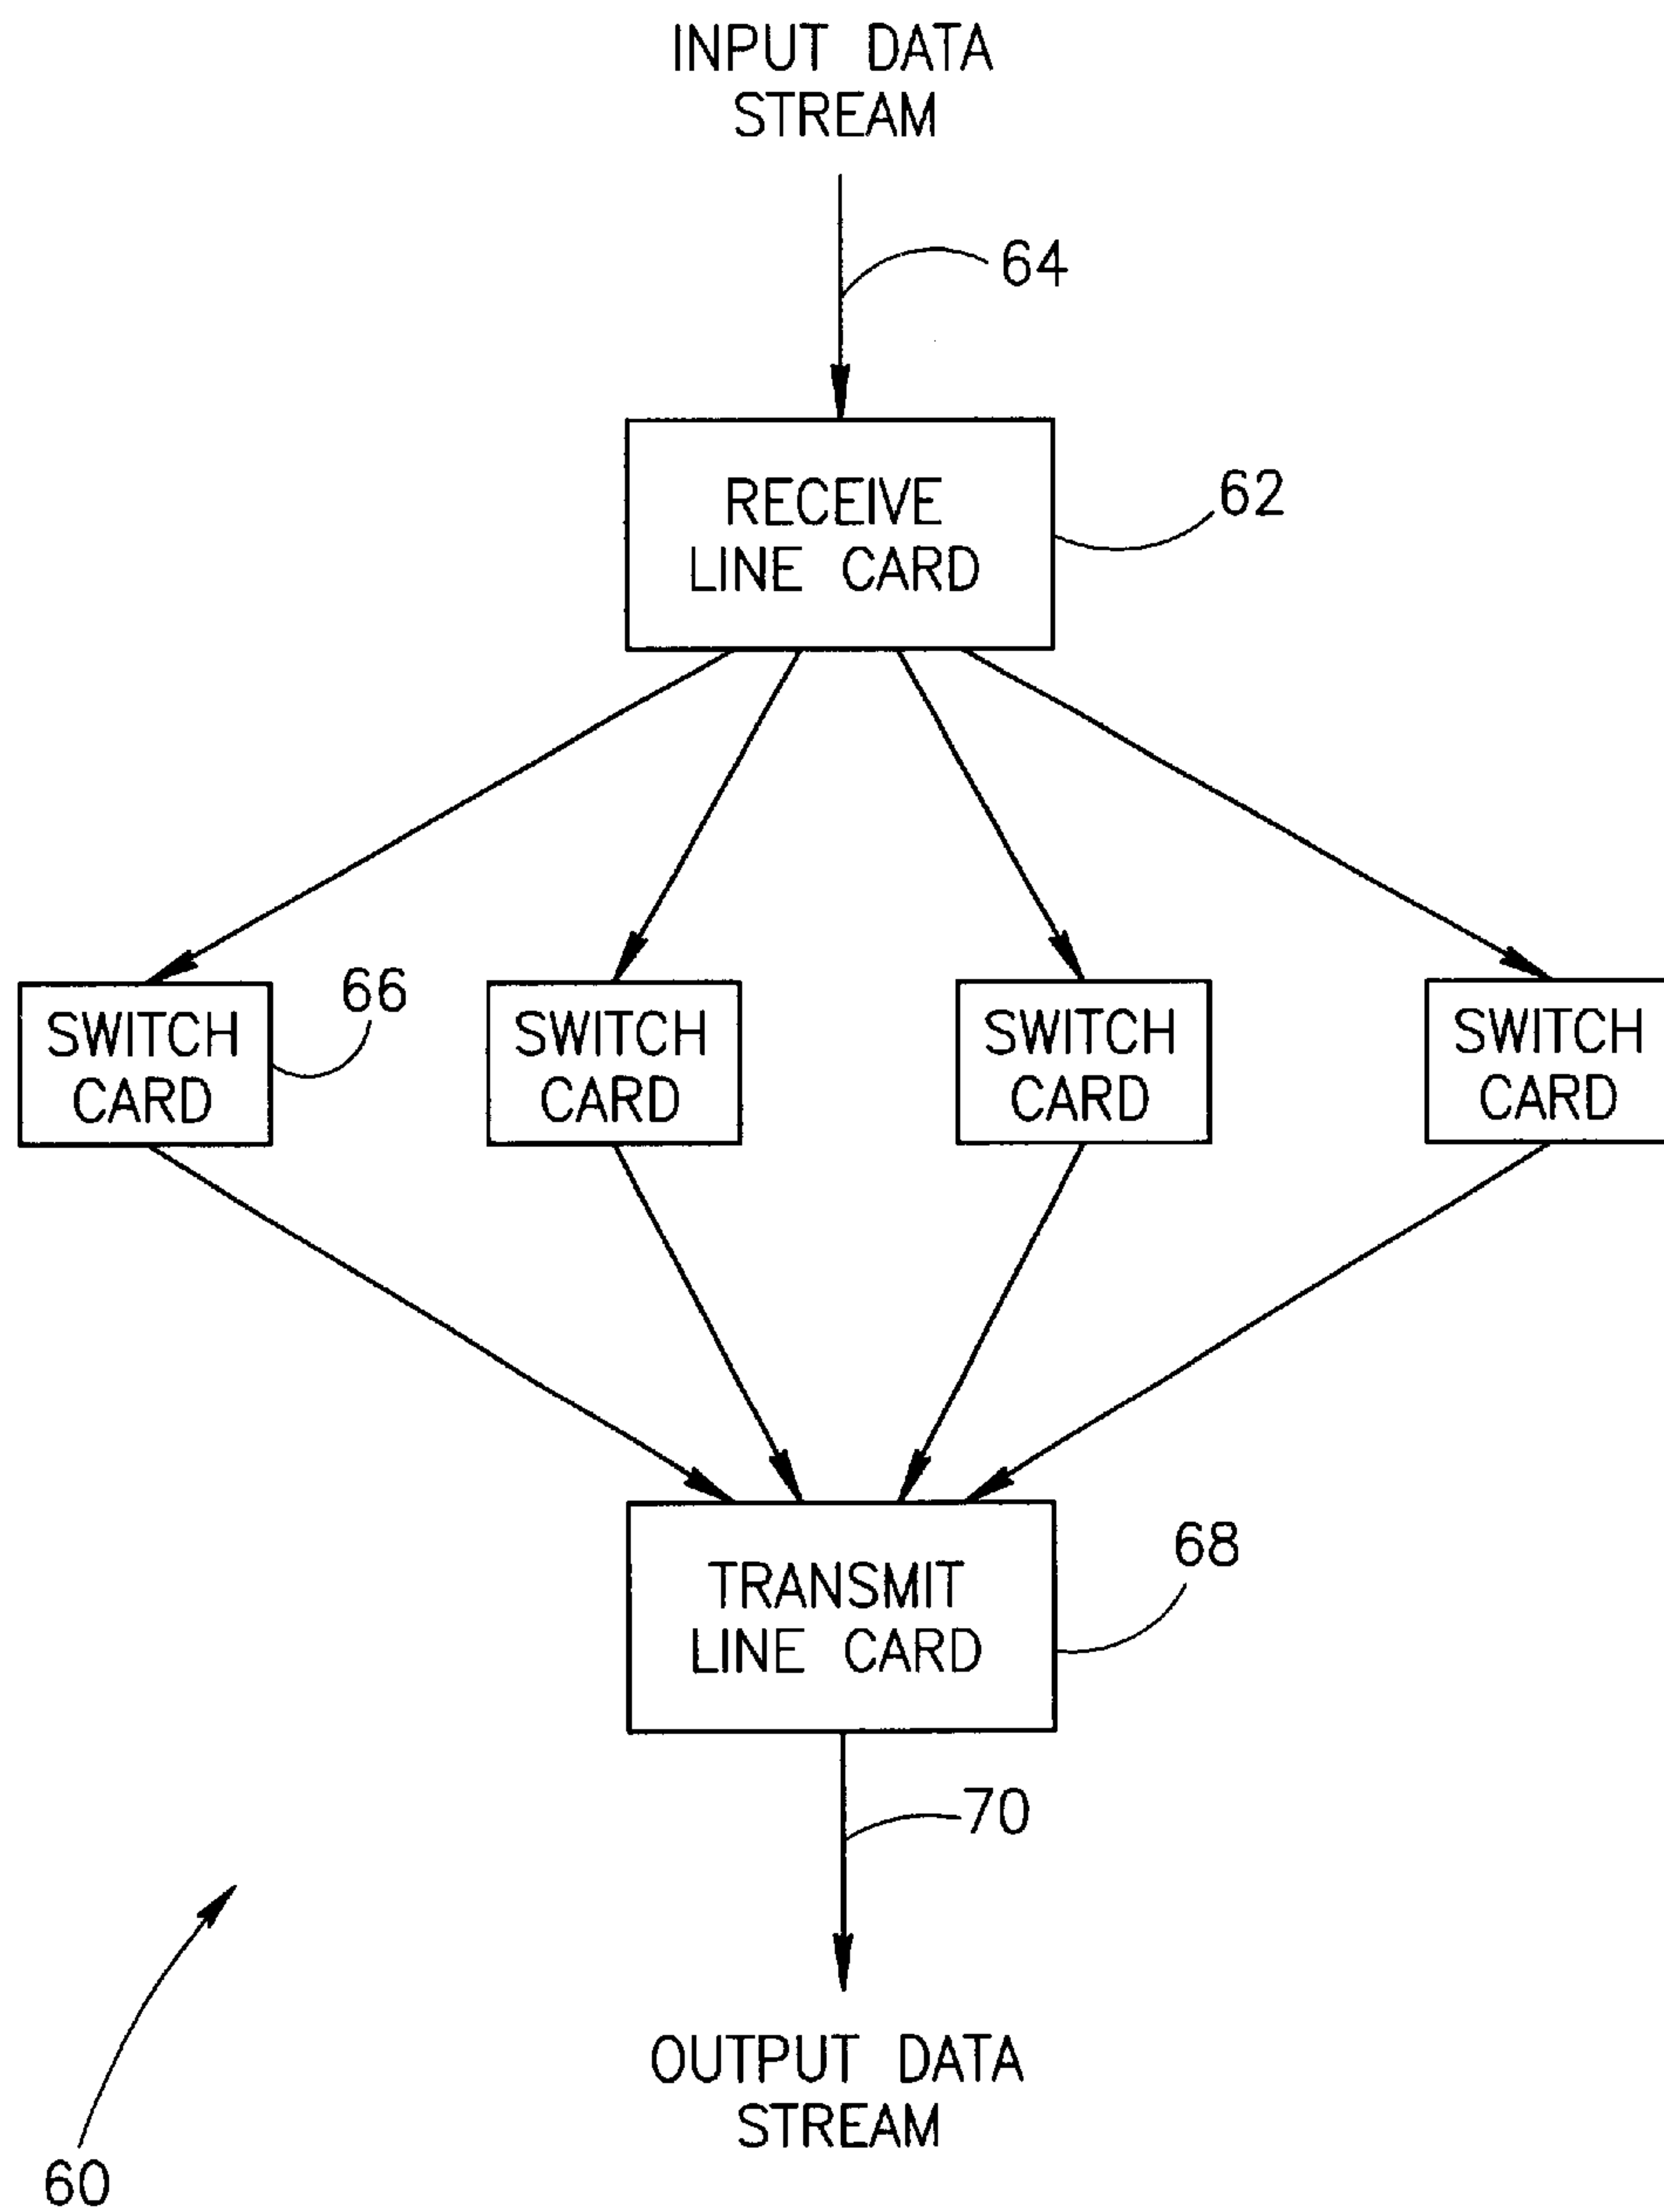 INPUT DATA
STREAM
64
RECEIVE
LINE CARD
62
66
SWITCH
CARD
SWITCH
CARD
SWITCH
CARD
SWITCH
CARD
68
TRANSMIT
LINE CARD
70
OUTPUT DATA
STREAM
60